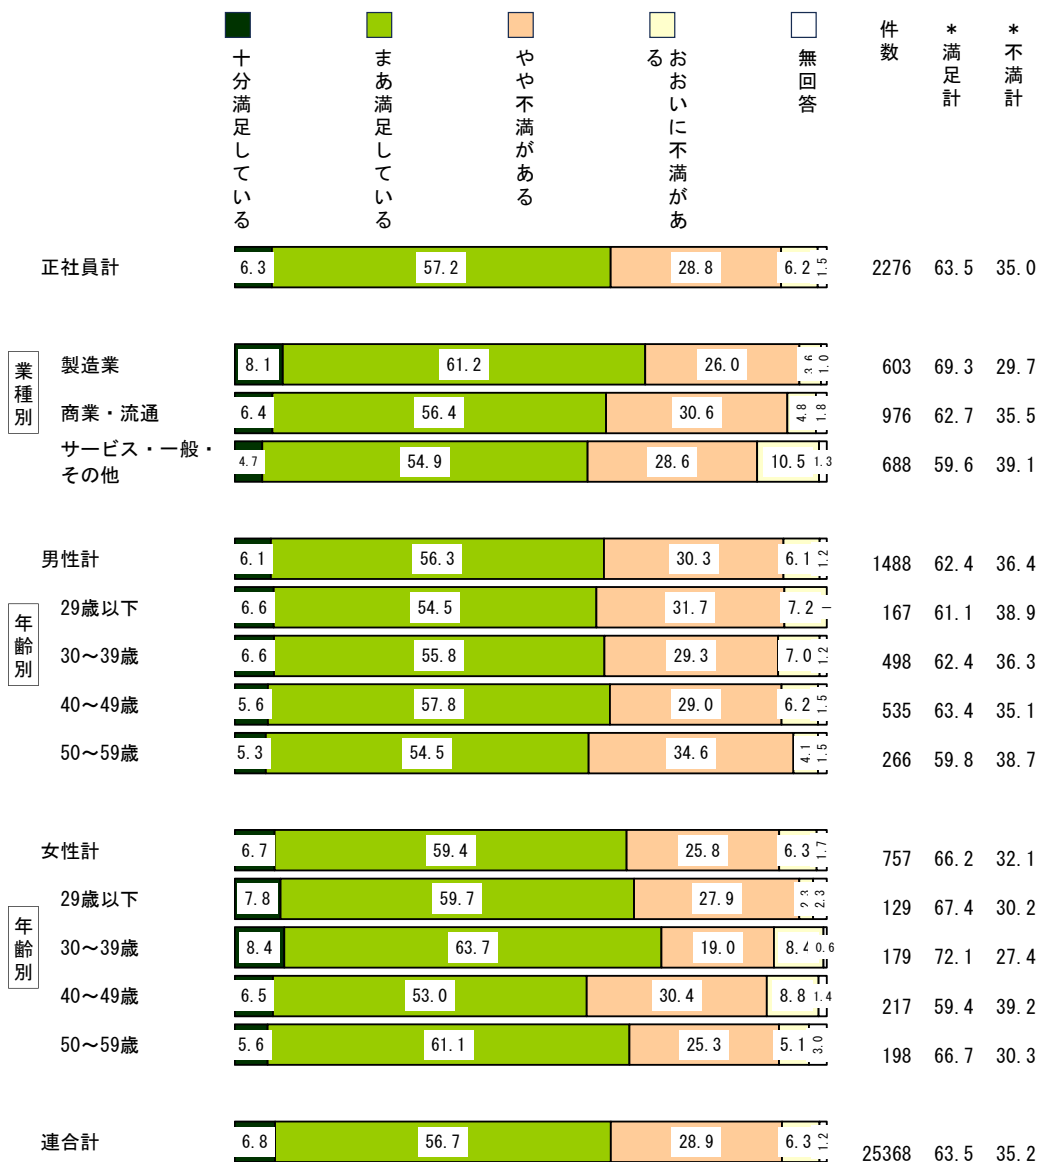 十分満足している
まあ満足している
やや不満がある
おおいに不満がある
無回答
件数
*満足計
*不満計
正社員計 6.3 57.2 28.8 6.2 1.5 2276 63.5 35.0
業種別
製造業 8.1 61.2 26.0 3.6 1.0 603 69.3 29.7
商業・流通 6.4 56.4 30.6 4.8 1.8 976 62.7 35.5
サービス・一般・
その他 4.7 54.9 28.6 10.5 1.3 688 59.6 39.1
男性計 6.1 56.3 30.3 6.1 1.2 1488 62.4 36.4
年齢別
29歳以下 6.6 54.5 31.7 7.2 - 167 61.1 38.9
30～39歳 6.6 55.8 29.3 7.0 1.2 498 62.4 36.3
40～49歳 5.6 57.8 29.0 6.2 1.5 535 63.4 35.1
50～59歳 5.3 54.5 34.6 4.1 1.5 266 59.8 38.7
女性計 6.7 59.4 25.8 6.3 1.7 757 66.2 32.1
年齢別
29歳以下 7.8 59.7 27.9 2.3 2.3 129 67.4 30.2
30～39歳 8.4 63.7 19.0 8.4 0.6 179 72.1 27.4
40～49歳 6.5 53.0 30.4 8.8 1.4 217 59.4 39.2
50～59歳 5.6 61.1 25.3 5.1 3.0 198 66.7 30.3
連合計 6.8 56.7 28.9 6.3 1.2 25368 63.5 35.2